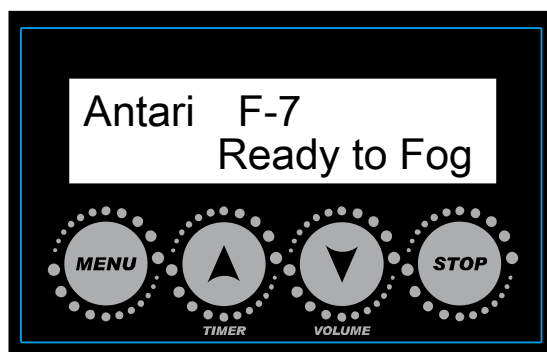 Antari F-7
Ready to Fog
MENU
STOP
TIMER
VOLUME